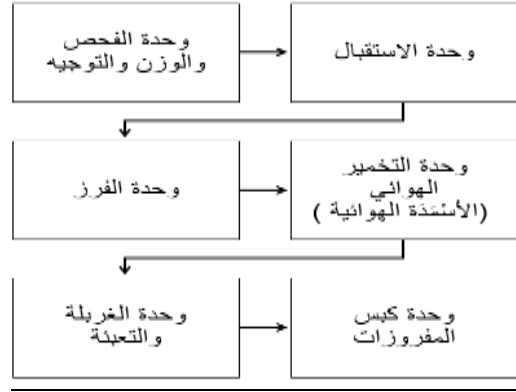 وحدة الفحص
والوزن والتوجيه
وحدة الاستقبال
وحدة الفرز
وحدة التخمير
الهوائي
(الأسمدة الهوائية )
وحدة الغربلة
والتعبئة
وحدة كبس
المفروزات